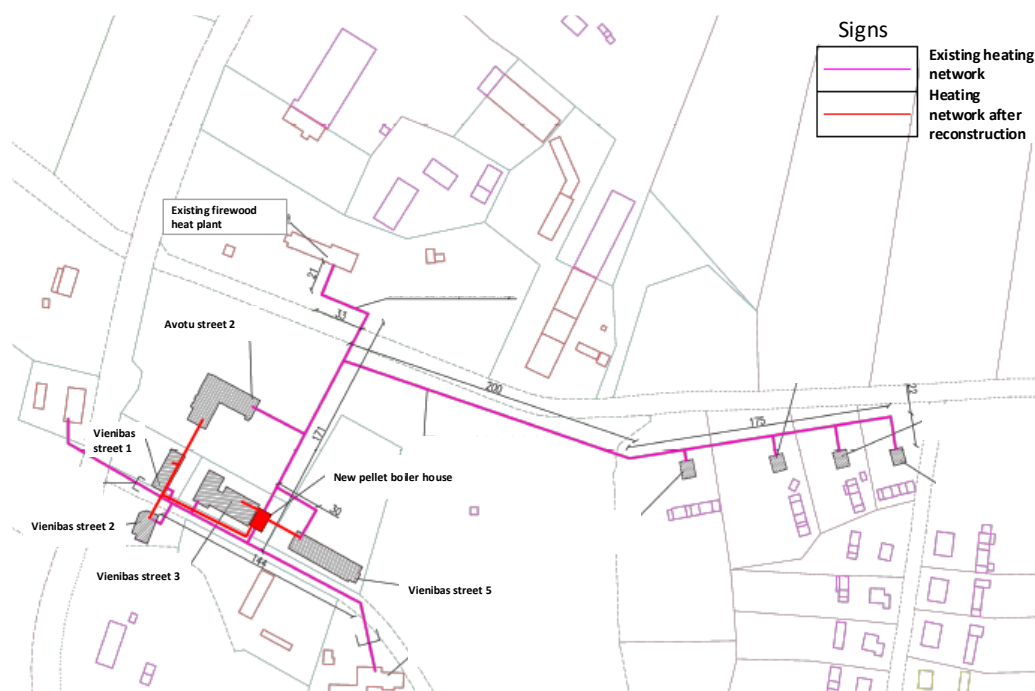 Signs
Existing heating
network
Heating
network after
reconstruction
Existing firewood
heat plant
21
33
Avotu street 2
200
175
22
171
Vienibas
street 1
New pellet boiler house
30
Vienibas street 2
Vienibas street 3
144
Vienibas street 5